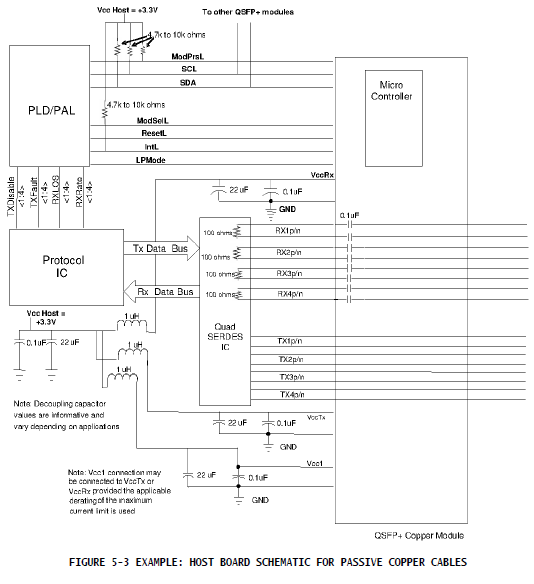 Vcc Host = +3.3V
To other QSFP+ modules
4.7k to 10k ohms
ModPrsL
SCL
SDA
Micro
Controller
PLD/PAL
4.7k to 10k ohms
ModSelL
ResetL
IntL
LPMode
TXDisable
<1:4>
TXFault
<1:4>
RXLOS
<1:4>
RXRate
<1:4>
VccRx
22 uF
0.1uF
GND
0.1uF
Protocol
IC
Tx Data Bus
Rx Data Bus
100 ohms
RX1p/n
100 ohms
RX2p/n
100 ohms
RX3p/n
100 ohms
RX4p/n
Quad
SERDES
IC
Vcc Host =
+3.3V
1 uH
1 uH
1 uH
0.1uF
22 uF
TX1p/n
TX2p/n
TX3p/n
TX4p/n
Note: Decoupling capacitor
values are informative and
vary depending on applications
VccTx
22 uF
0.1uF
GND
Vcc1
Note: Vcc1 connection may
be connected to VccTx or
VccRx provided the applicable
derating of the maximum
current limit is used
22 uF
0.1uF
GND
QSFP+ Copper Module
FIGURE 5-3 EXAMPLE: HOST BOARD SCHEMATIC FOR PASSIVE COPPER CABLES